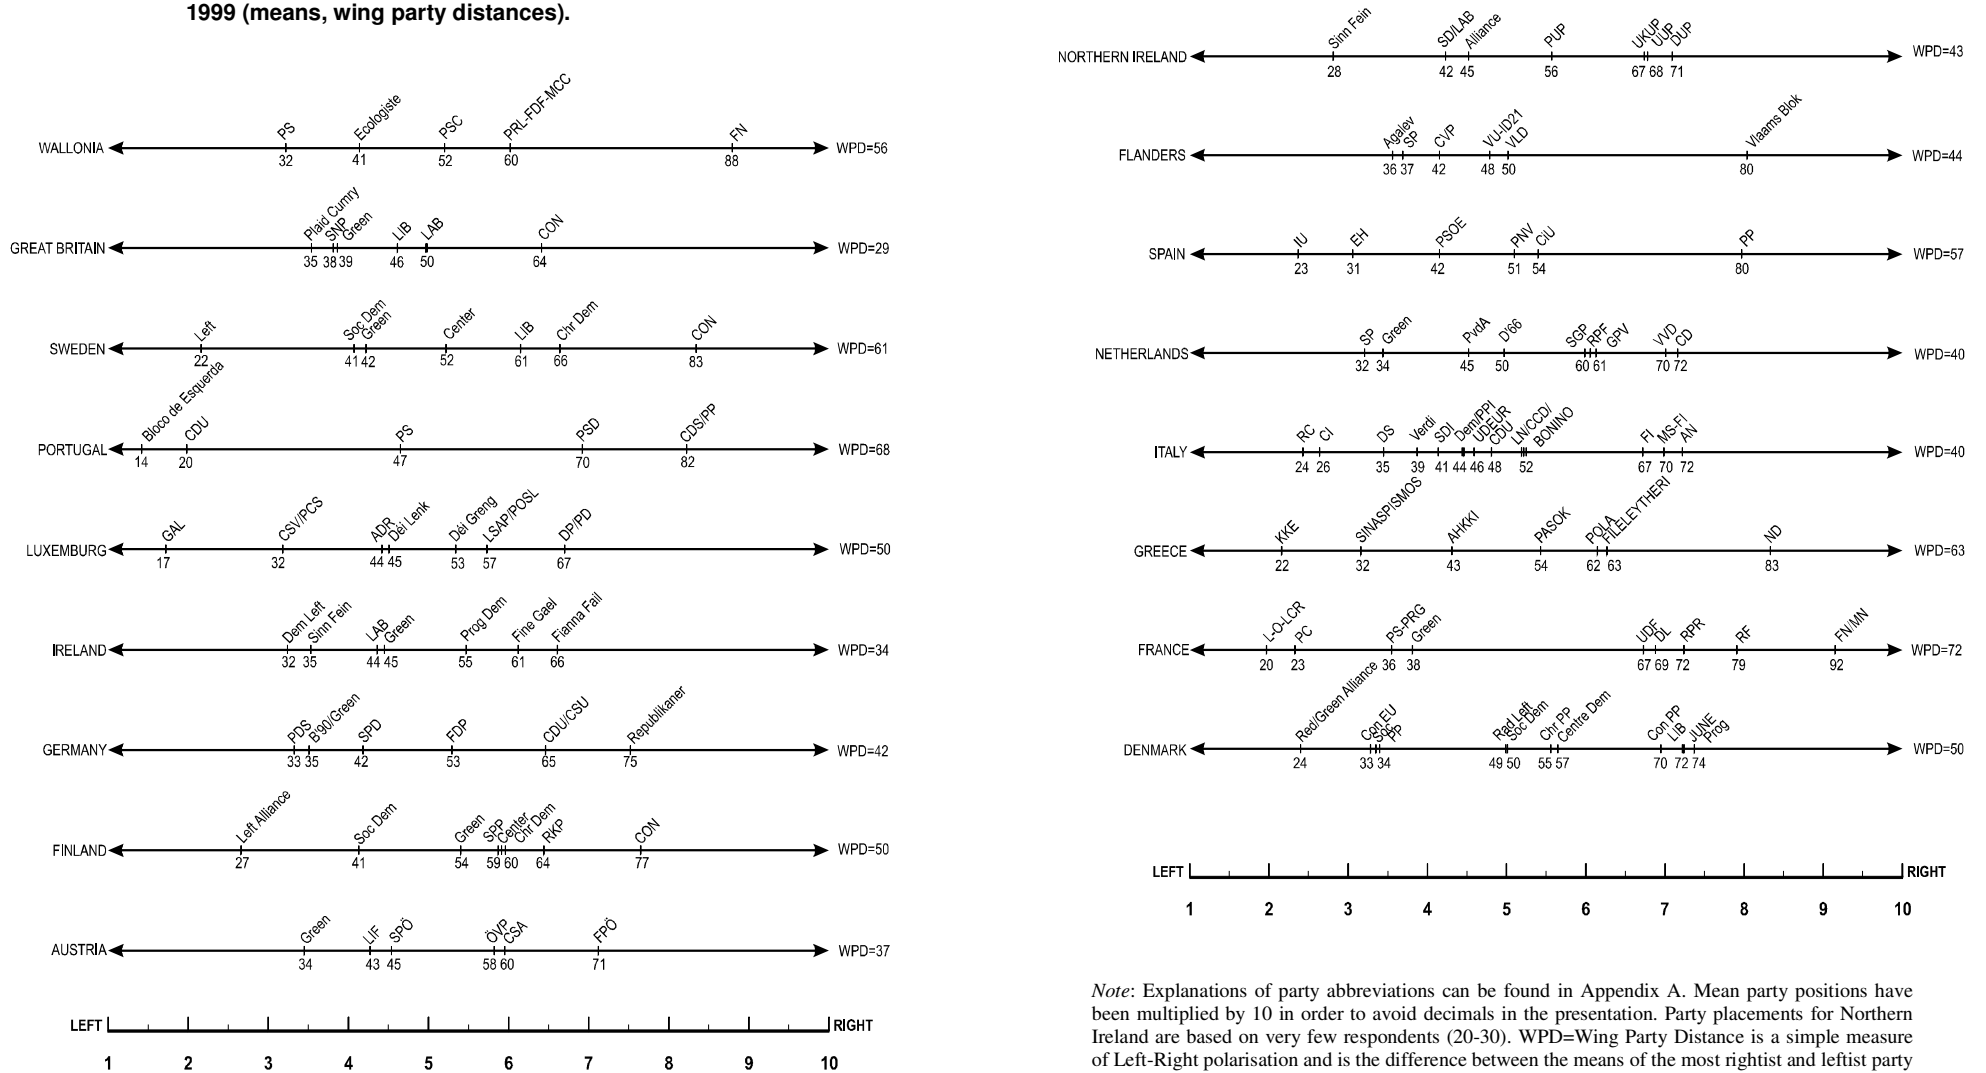 1999 (means, wing party distances).
PS Ecologiste PSC PRL-FDF-MCC FN
WALLONIA WPD=56
32 41 52 60 88
Plaid Cumry SNP Green LIB LAB CON
GREAT BRITAIN WPD=29
35 38 39 46 50 64
Left Soc Dem Green Center LIB Chr Dem CON
SWEDEN WPD=61
22 41 42 52 61 66 83
Bloco de Esquerda CDU PS PSD CDS/PP
PORTUGAL WPD=68
14 20 47 70 82
GAL CSV/PCS ADR Déi Lenk Déi Greng LSAP/POSL DP/PD
LUXEMBURG WPD=50
17 32 44 45 53 57 67
Dem Left Sinn Fein LAB Green Prog Dem Fine Gael Fianna Fail
IRELAND WPD=34
32 35 44 45 55 61 66
PDS B'90/Green SPD FDP CDU/CSU Republikaner
GERMANY WPD=42
33 35 42 53 65 75
Left Alliance Soc Dem Green SPP Center Chr Dem RKP CON
FINLAND WPD=50
27 41 54 59 60 64 77
Green LIF SPÖ ÖVP CSA FPÖ
AUSTRIA WPD=37
34 43 45 58 60 71
LEFT RIGHT
1 2 3 4 5 6 7 8 9 10
Sinn Fein SD/LAB Alliance PUP UKUP UUP DUP
NORTHERN IRELAND WPD=43
28 42 45 56 67 68 71
Agalev SP CVP VU-ID21 VLD Vlaams Blok
FLANDERS WPD=44
36 37 42 48 50 80
IU EH PSOE PNV CiU PP
SPAIN WPD=57
23 31 42 51 54 80
SP Green PvdA D'66 SGP RPF GPV VVD CD
NETHERLANDS WPD=40
32 34 45 50 60 61 70 72
RC CI DS Verdi SDI Dem/PPI UDEUR CDU LN/CCD/ BONINO FI MS-FI AN
ITALY WPD=40
24 26 35 39 41 44 46 48 52 67 70 72
KKE SINASPISMOS AHKKI PASOK POLA FILELEYTHERI ND
GREECE WPD=63
22 32 43 54 62 63 83
L-O-LCR PC PS-PRG Green UDF DL RPR RF FN/MN
FRANCE WPD=72
20 23 36 38 67 69 72 79 92
Red/Green Alliance Con EU Soc PP Rad Left Soc Dem Chr PP Centre Dem Con PP LIB JUNE Prog
DENMARK WPD=50
24 33 34 49 50 55 57 70 72 74
LEFT RIGHT
1 2 3 4 5 6 7 8 9 10
Note: Explanations of party abbreviations can be found in Appendix A. Mean party positions have
been multiplied by 10 in order to avoid decimals in the presentation. Party placements for Northern
Ireland are based on very few respondents (20-30). WPD=Wing Party Distance is a simple measure
of Left-Right polarisation and is the difference between the means of the most rightist and leftist party